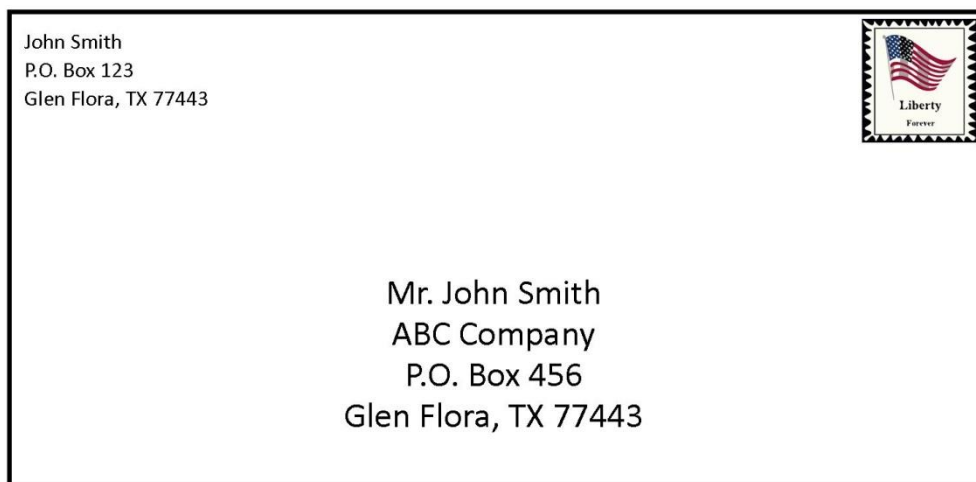 John Smith
P.O. Box 123
Glen Flora, TX 77443
Liberty
Forever
Mr. John Smith
ABC Company
P.O. Box 456
Glen Flora, TX 77443